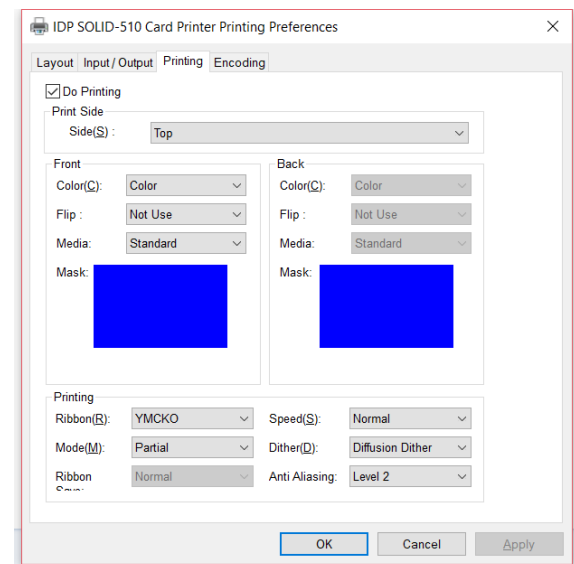 IDP SOLID-510 Card Printer Printing Preferences
Layout Input / Output Printing Encoding
Do Printing
Print Side
Side(S) : Top
Front Back
Color(C): Color Color(C): Color
Flip : Not Use Flip : Not Use
Media: Standard Media: Standard
Mask: Mask:
Printing
Ribbon(R): YMCKO Speed(S): Normal
Mode(M): Partial Dither(D): Diffusion Dither
Ribbon Normal Anti Aliasing: Level 2
OK Cancel Apply